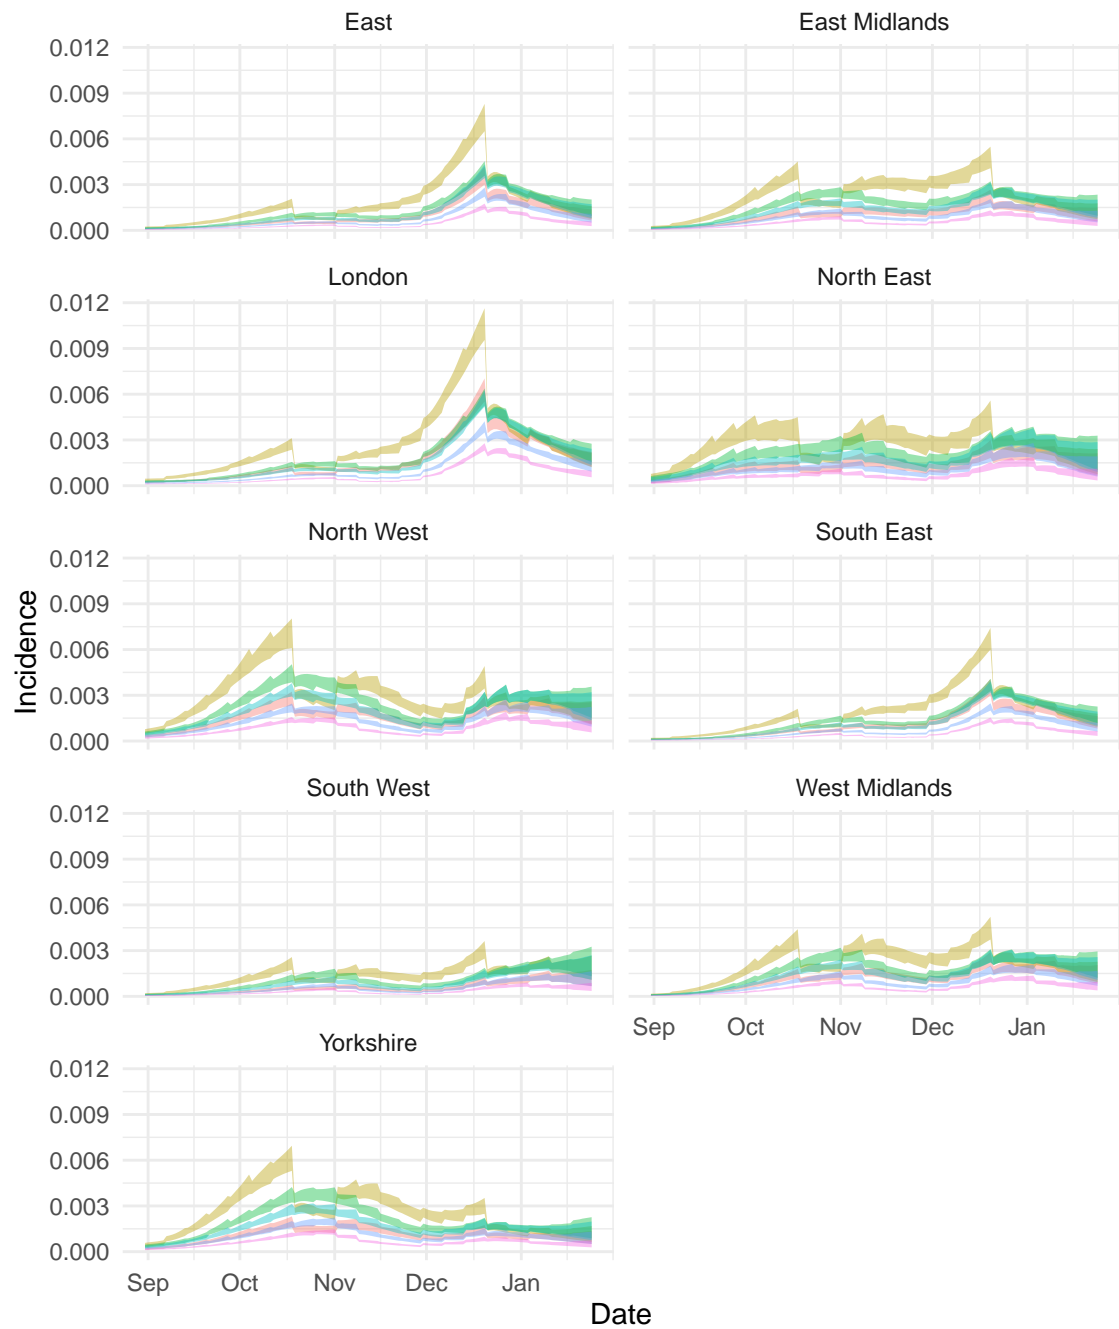 East
East Midlands
0.012
0.009
0.006
0.003
0.000
London
North East
0.012
0.009
0.006
0.003
0.000
North West
South East
0.012
0.009
0.006
0.003
0.000
Incidence
South West
West Midlands
0.012
0.009
0.006
0.003
0.000
Sep Oct Nov Dec Jan
Yorkshire
0.012
0.009
0.006
0.003
0.000
Sep Oct Nov Dec Jan
Date